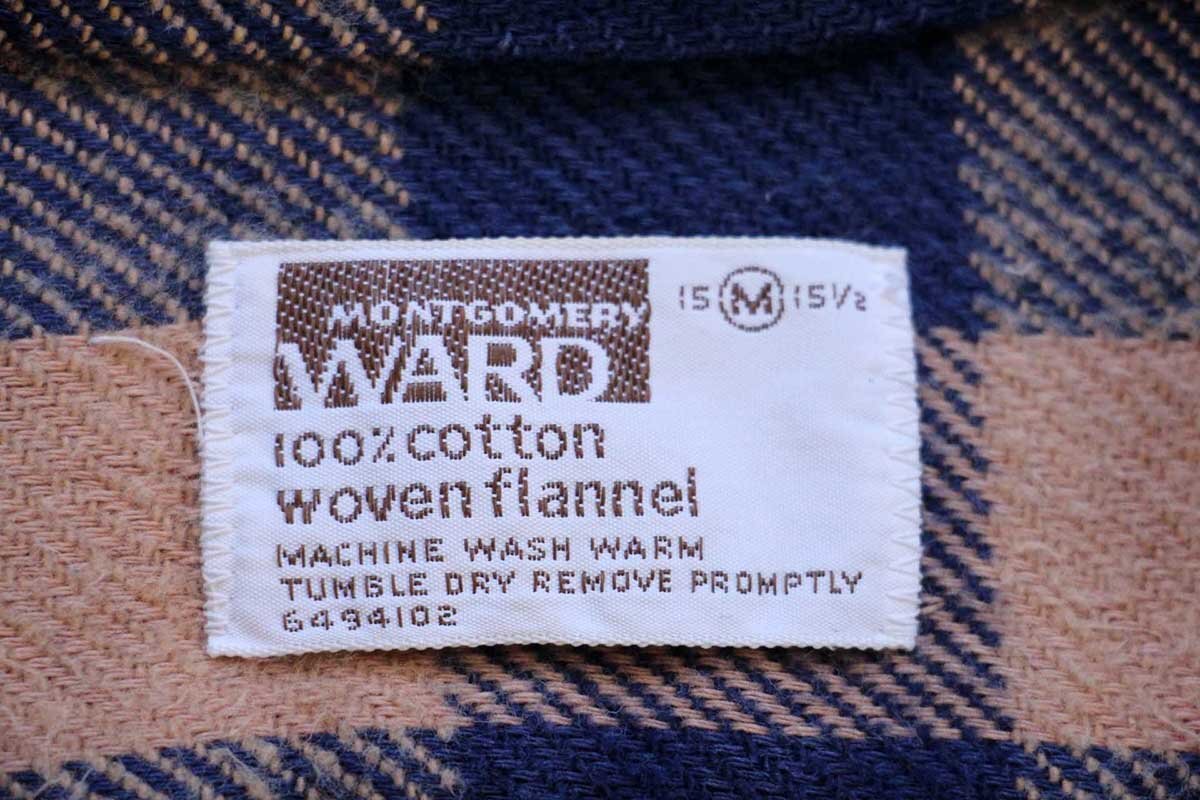 MONTGOMERY
WARD
15 M 15½
100% cotton
woven flannel
MACHINE WASH WARM
TUMBLE DRY REMOVE PROMPTLY
6494102